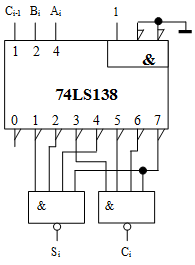 Cᵢ₋₁ Bᵢ Aᵢ 1
1 2 4 &
74LS138
0 1 2 3 4 5 6 7
& &
Sᵢ Cᵢ